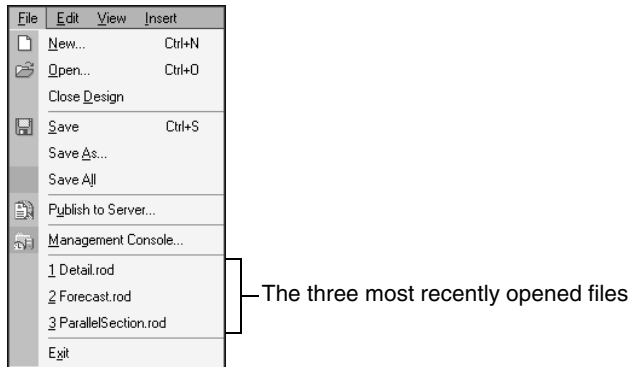 File Edit View Insert
New... Ctrl+N
Open... Ctrl+O
Close Design
Save Ctrl+S
Save As...
Save All
Publish to Server...
Management Console...
1 Detail.rod
2 Forecast.rod
3 ParallelSection.rod
The three most recently opened files
Exit